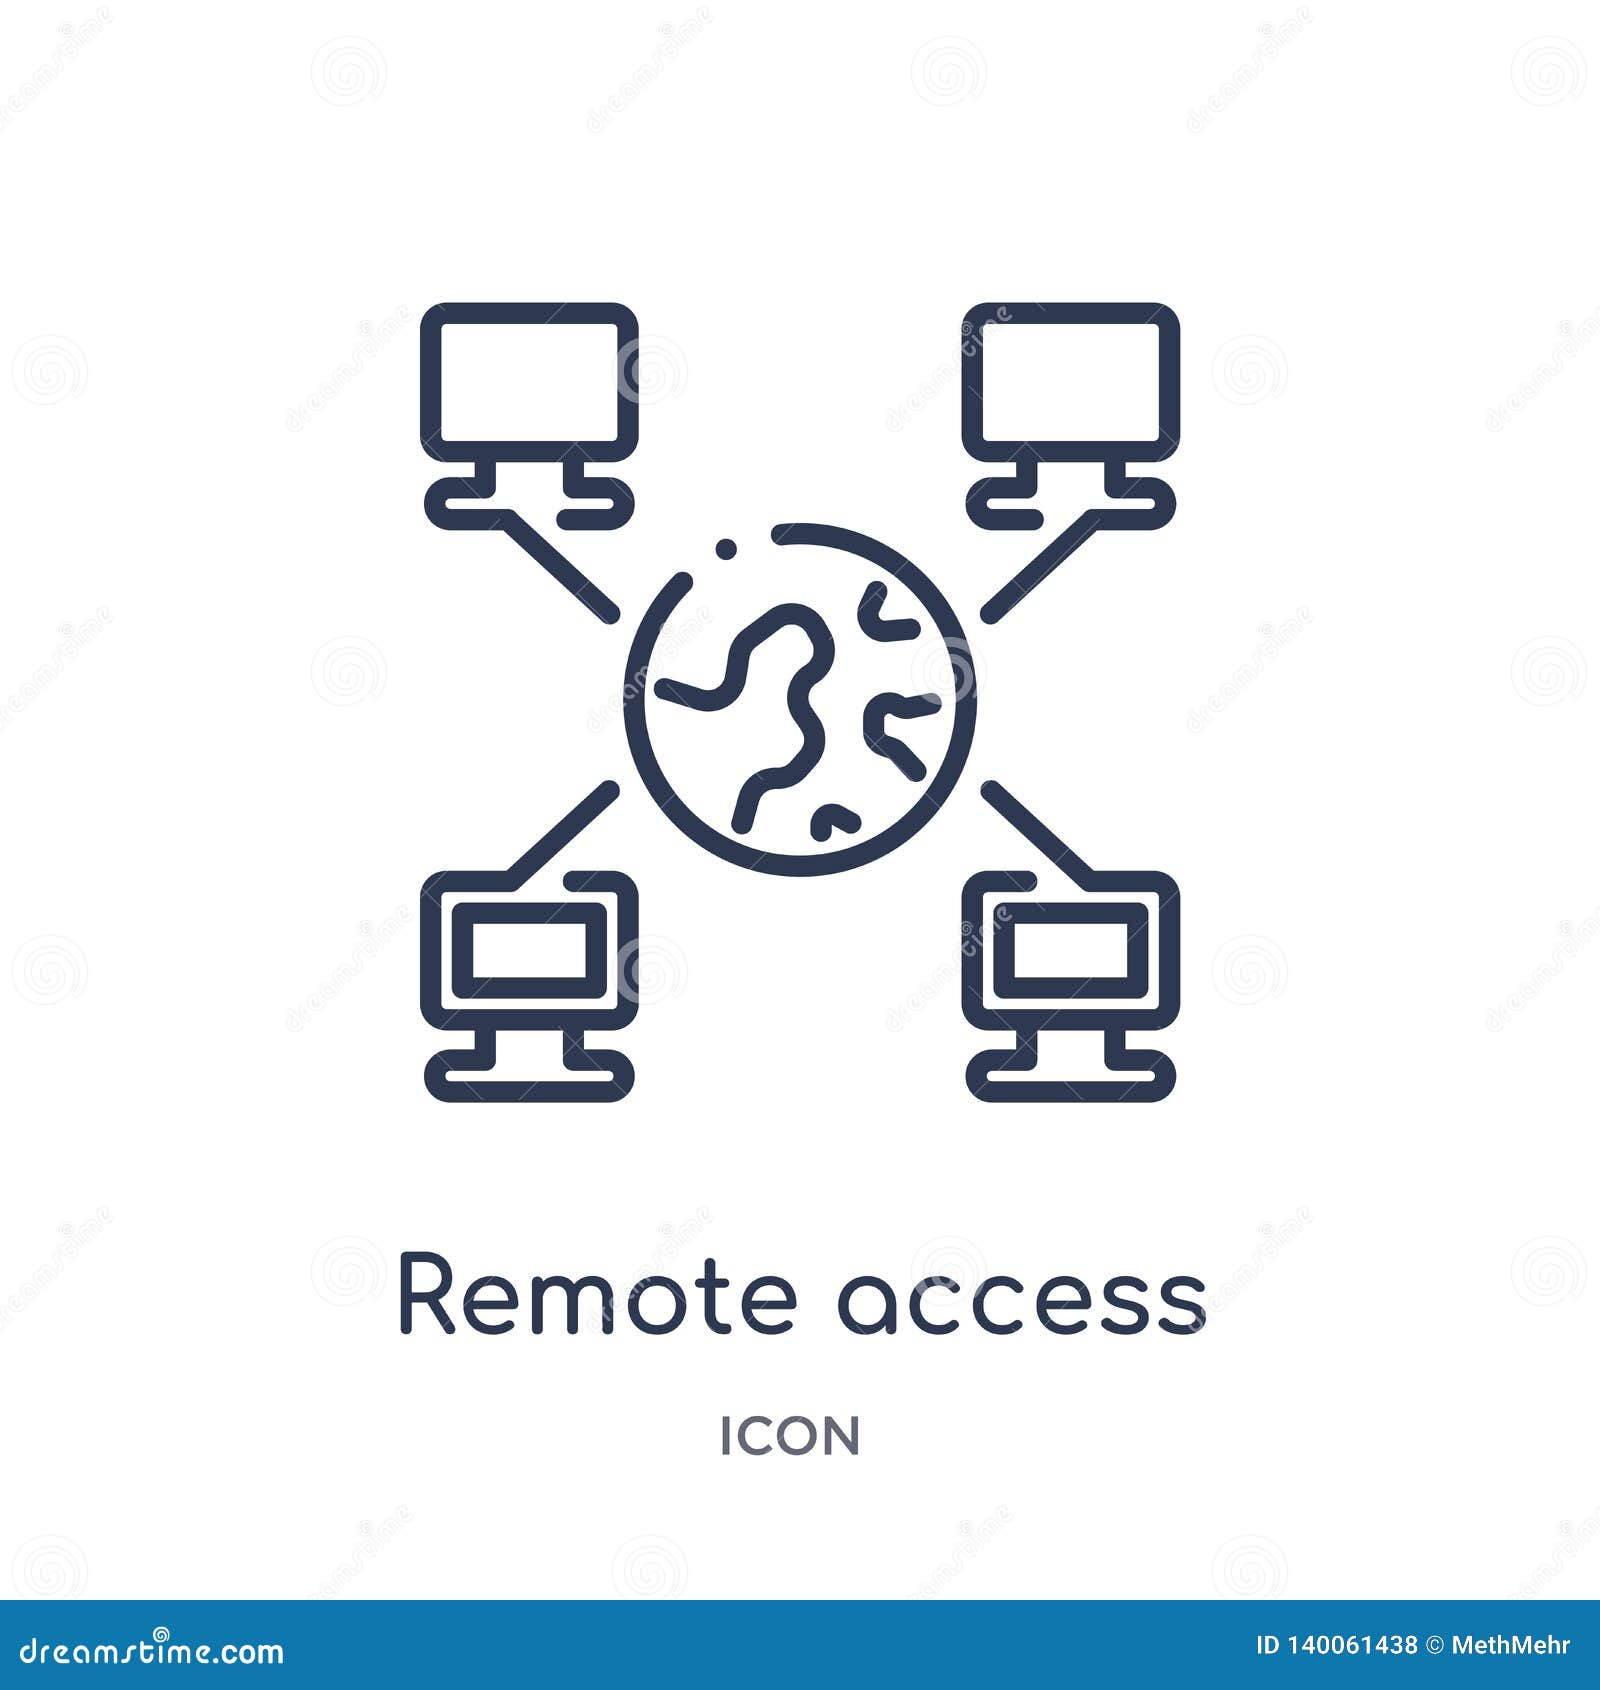 Remote access
ICON
dreamstime.com
ID 140061438 © MethMehr